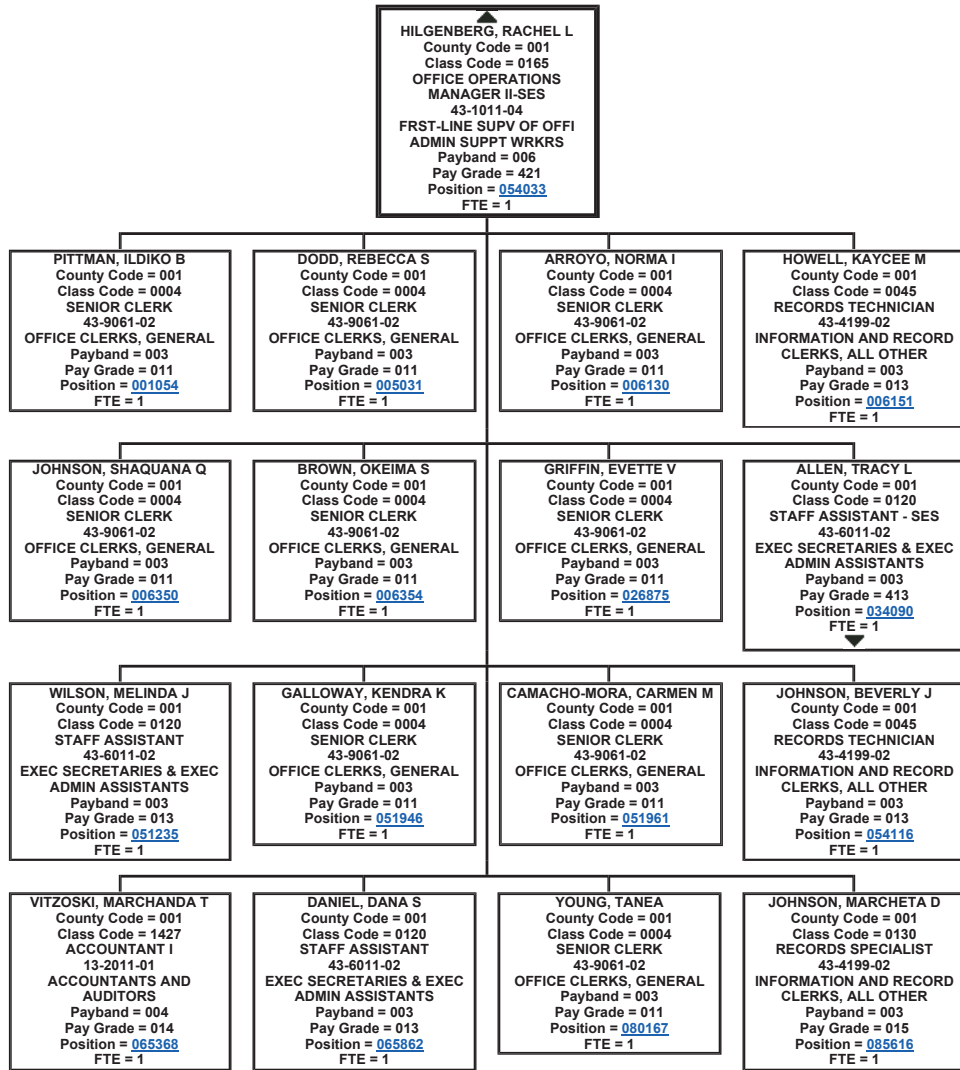 HILGENBERG, RACHEL L
County Code = 001
Class Code = 0165
OFFICE OPERATIONS
MANAGER II-SES
43-1011-04
FRST-LINE SUPV OF OFFI
ADMIN SUPPT WRKRS
Payband = 006
Pay Grade = 421
Position = 054033
FTE = 1
PITTMAN, ILDIKO B
County Code = 001
Class Code = 0004
SENIOR CLERK
43-9061-02
OFFICE CLERKS, GENERAL
Payband = 003
Pay Grade = 011
Position = 001054
FTE = 1
DODD, REBECCA S
County Code = 001
Class Code = 0004
SENIOR CLERK
43-9061-02
OFFICE CLERKS, GENERAL
Payband = 003
Pay Grade = 011
Position = 005031
FTE = 1
ARROYO, NORMA I
County Code = 001
Class Code = 0004
SENIOR CLERK
43-9061-02
OFFICE CLERKS, GENERAL
Payband = 003
Pay Grade = 011
Position = 006130
FTE = 1
HOWELL, KAYCEE M
County Code = 001
Class Code = 0045
RECORDS TECHNICIAN
43-4199-02
INFORMATION AND RECORD
CLERKS, ALL OTHER
Payband = 003
Pay Grade = 013
Position = 006151
FTE = 1
JOHNSON, SHAQUANA Q
County Code = 001
Class Code = 0004
SENIOR CLERK
43-9061-02
OFFICE CLERKS, GENERAL
Payband = 003
Pay Grade = 011
Position = 006350
FTE = 1
BROWN, OKEIMA S
County Code = 001
Class Code = 0004
SENIOR CLERK
43-9061-02
OFFICE CLERKS, GENERAL
Payband = 003
Pay Grade = 011
Position = 006354
FTE = 1
GRIFFIN, EVETTE V
County Code = 001
Class Code = 0004
SENIOR CLERK
43-9061-02
OFFICE CLERKS, GENERAL
Payband = 003
Pay Grade = 011
Position = 026875
FTE = 1
ALLEN, TRACY L
County Code = 001
Class Code = 0120
STAFF ASSISTANT - SES
43-6011-02
EXEC SECRETARIES & EXEC
ADMIN ASSISTANTS
Payband = 003
Pay Grade = 413
Position = 034090
FTE = 1
WILSON, MELINDA J
County Code = 001
Class Code = 0120
STAFF ASSISTANT
43-6011-02
EXEC SECRETARIES & EXEC
ADMIN ASSISTANTS
Payband = 003
Pay Grade = 013
Position = 051235
FTE = 1
GALLOWAY, KENDRA K
County Code = 001
Class Code = 0004
SENIOR CLERK
43-9061-02
OFFICE CLERKS, GENERAL
Payband = 003
Pay Grade = 011
Position = 051946
FTE = 1
CAMACHO-MORA, CARMEN M
County Code = 001
Class Code = 0004
SENIOR CLERK
43-9061-02
OFFICE CLERKS, GENERAL
Payband = 003
Pay Grade = 011
Position = 051961
FTE = 1
JOHNSON, BEVERLY J
County Code = 001
Class Code = 0045
RECORDS TECHNICIAN
43-4199-02
INFORMATION AND RECORD
CLERKS, ALL OTHER
Payband = 003
Pay Grade = 013
Position = 054116
FTE = 1
VITZOSKI, MARCHANDA T
County Code = 001
Class Code = 1427
ACCOUNTANT I
13-2011-01
ACCOUNTANTS AND
AUDITORS
Payband = 004
Pay Grade = 014
Position = 065368
FTE = 1
DANIEL, DANA S
County Code = 001
Class Code = 0120
STAFF ASSISTANT
43-6011-02
EXEC SECRETARIES & EXEC
ADMIN ASSISTANTS
Payband = 003
Pay Grade = 013
Position = 065862
FTE = 1
YOUNG, TANEA
County Code = 001
Class Code = 0004
SENIOR CLERK
43-9061-02
OFFICE CLERKS, GENERAL
Payband = 003
Pay Grade = 011
Position = 080167
FTE = 1
JOHNSON, MARCHETA D
County Code = 001
Class Code = 0130
RECORDS SPECIALIST
43-4199-02
INFORMATION AND RECORD
CLERKS, ALL OTHER
Payband = 003
Pay Grade = 015
Position = 085616
FTE = 1